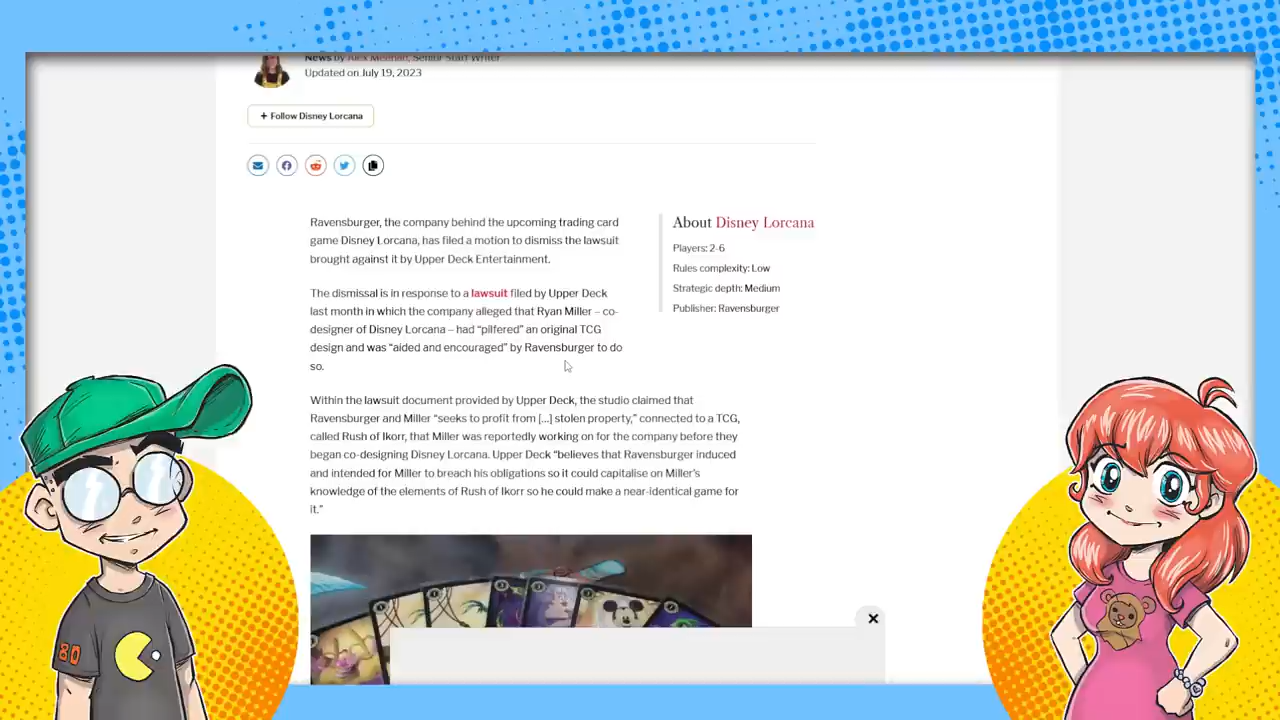 News by Alex Meehan, Senior Staff Writer
Updated on July 19, 2023
+ Follow Disney Lorcana
Ravensburger, the company behind the upcoming trading card
game Disney Lorcana, has filed a motion to dismiss the lawsuit
brought against it by Upper Deck Entertainment.
About Disney Lorcana
Players: 2-6
Rules complexity: Low
Strategic depth: Medium
Publisher: Ravensburger
The dismissal is in response to a lawsuit filed by Upper Deck
last month in which the company alleged that Ryan Miller – co-
designer of Disney Lorcana – had “pilfered” an original TCG
design and was “aided and encouraged” by Ravensburger to do
so.
Within the lawsuit document provided by Upper Deck, the studio claimed that
Ravensburger and Miller “seeks to profit from [...] stolen property,” connected to a TCG,
called Rush of Ikorr, that Miller was reportedly working on for the company before they
began co-designing Disney Lorcana. Upper Deck “believes that Ravensburger induced
and intended for Miller to breach his obligations so it could capitalise on Miller’s
knowledge of the elements of Rush of Ikorr so he could make a near-identical game for
it.”
80